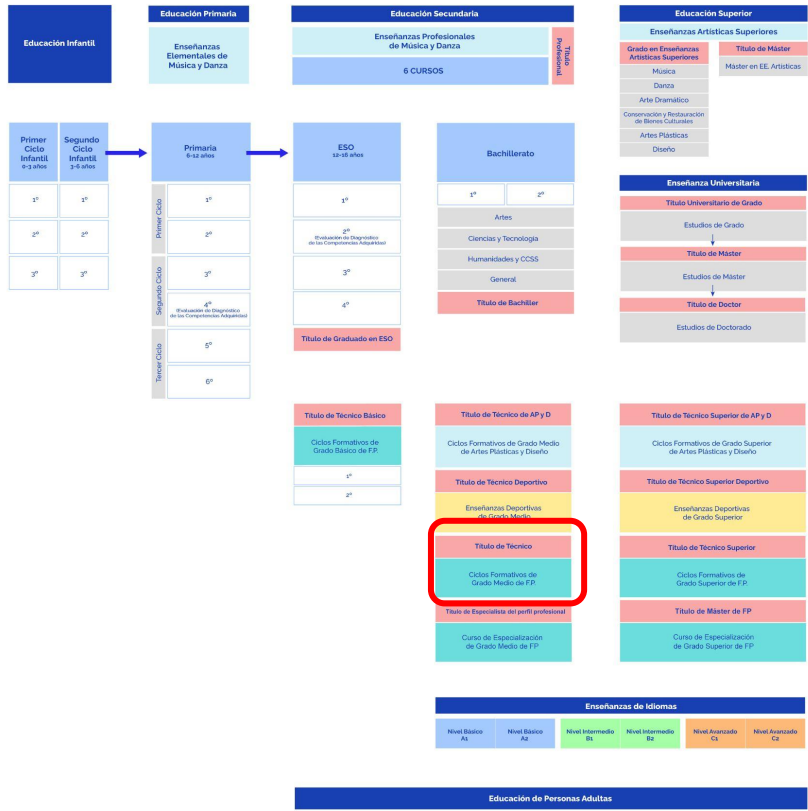 Educación Infantil
Educación Primaria
Enseñanzas
Elementales de
Música y Danza
Educación Secundaria
Enseñanzas Profesionales
de Música y Danza
6 CURSOS
Título
Profesional
Educación Superior
Enseñanzas Artísticas Superiores
Grado en Enseñanzas
Artísticas Superiores
Música
Danza
Arte Dramático
Conservación y Restauración
de Bienes Culturales
Artes Plásticas
Diseño
Título de Máster
Máster en EE. Artísticas
Primer
Ciclo
Infantil
0-3 años
1º
2º
3º
Segundo
Ciclo
Infantil
3-6 años
1º
2º
3º
Primaria
6-12 años
Primer Ciclo
1º
2º
Segundo Ciclo
3º
4º
(Evaluación de Diagnóstico
de las Competencias Adquiridas)
Tercer Ciclo
5º
6º
ESO
12-16 años
1º
2º
(Evaluación de Diagnóstico
de las Competencias Adquiridas)
3º
4º
Título de Graduado en ESO
Bachillerato
1º 2º
Artes
Ciencias y Tecnología
Humanidades y CCSS
General
Título de Bachiller
Enseñanza Universitaria
Título Universitario de Grado
Estudios de Grado
Título de Máster
Estudios de Máster
Título de Doctor
Estudios de Doctorado
Título de Técnico Básico
Ciclos Formativos de
Grado Básico de F.P.
1º
2º
Título de Técnico de AP y D
Ciclos Formativos de Grado Medio
de Artes Plásticas y Diseño
Título de Técnico Deportivo
Enseñanzas Deportivas
de Grado Medio
Título de Técnico
Ciclos Formativos de
Grado Medio de F.P.
Título de Especialista del perfil profesional
Curso de Especialización
de Grado Medio de FP
Título de Técnico Superior de AP y D
Ciclos Formativos de Grado Superior
de Artes Plásticas y Diseño
Título de Técnico Superior Deportivo
Enseñanzas Deportivas
de Grado Superior
Título de Técnico Superior
Ciclos Formativos de
Grado Superior de F.P.
Título de Máster de FP
Curso de Especialización
de Grado Superior de FP
Enseñanzas de Idiomas
Nivel Básico
A1
Nivel Básico
A2
Nivel Intermedio
B1
Nivel Intermedio
B2
Nivel Avanzado
C1
Nivel Avanzado
C2
Educación de Personas Adultas